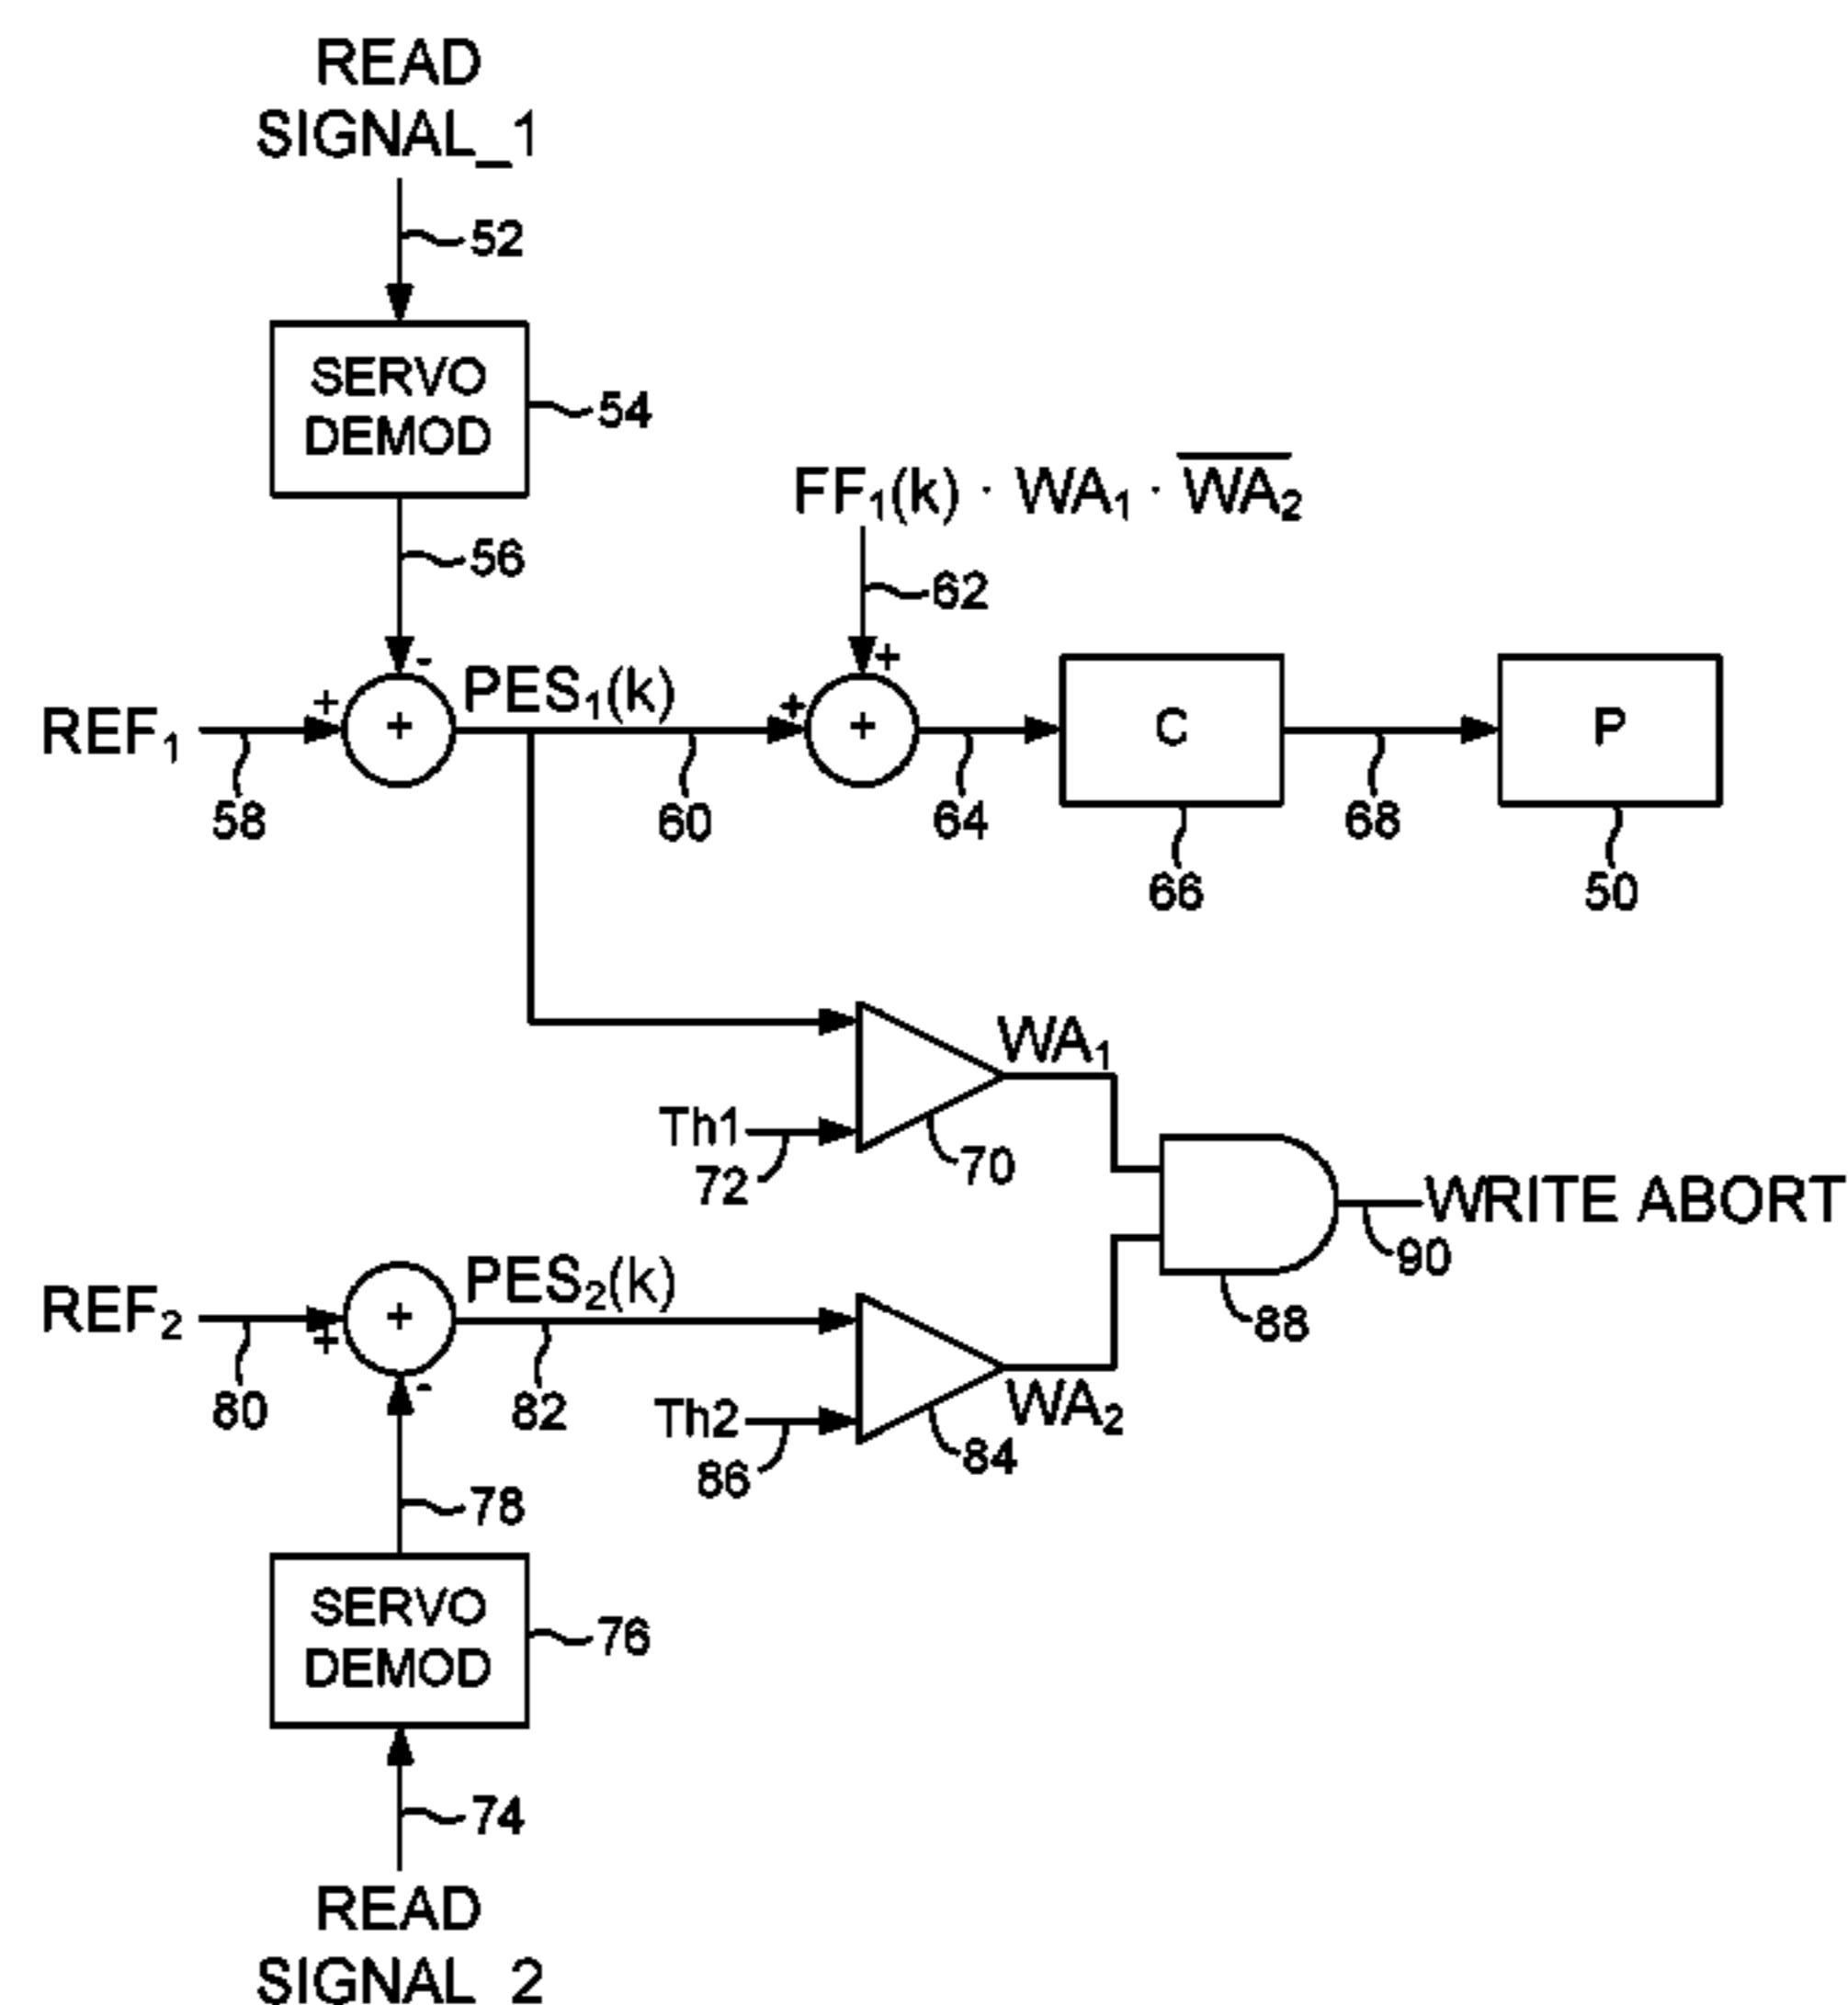 READ
SIGNAL_1
52
SERVO
DEMOD
54
FF₁(k) · WA₁ · W̅A̅₂̅
56
62
REF₁
+
-
+
PES₁(k)
+
+
+
C
P
58
60
64
68
66
50
WA₁
Th1
72
70
WRITE ABORT
90
88
REF₂
+
+
-
PES₂(k)
80
82
Th2
86
WA₂
84
78
SERVO
DEMOD
76
74
READ
SIGNAL_2